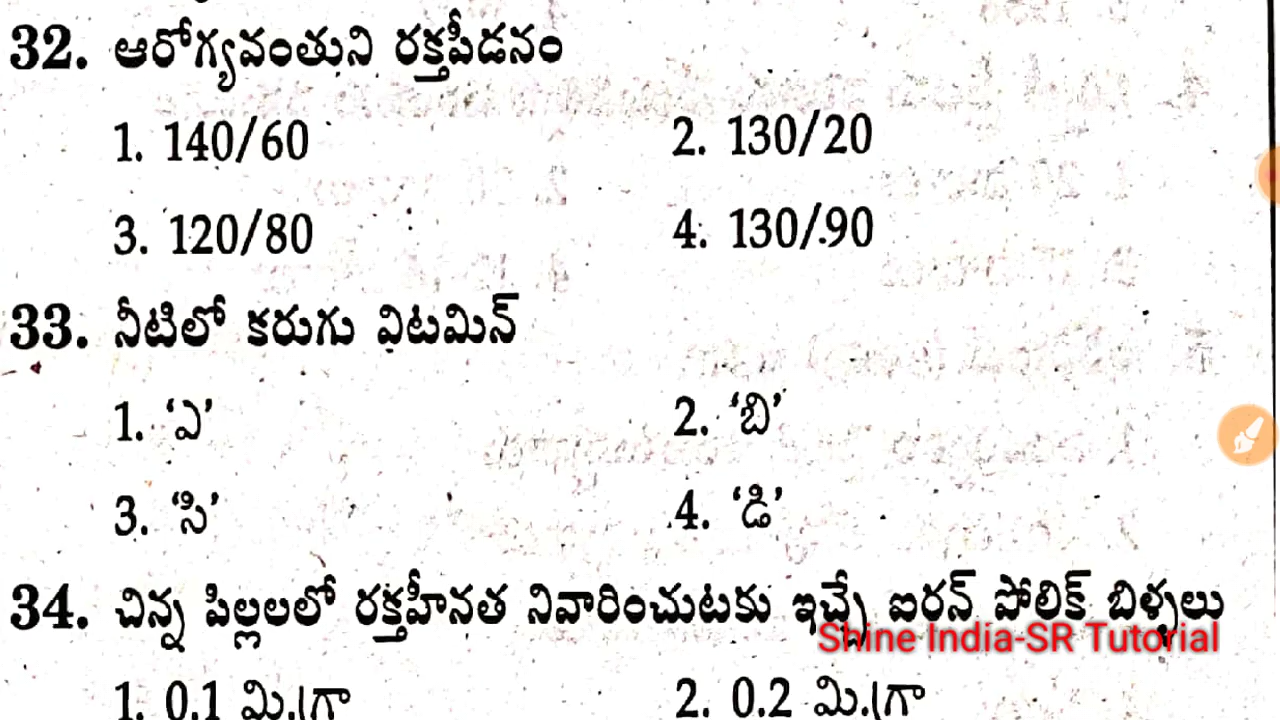 32. ఆరోగ్యవంతుని రక్తపీడనం
1. 140/60 2. 130/20
3. 120/80 4. 130/90
33. నీటిలో కరుగు విటమిన్
1. 'ఎ' 2. 'బి'
3. 'సి' 4. 'డి'
34. చిన్న పిల్లలలో రక్తహీనత నివారించుటకు ఇచ్చే ఐరన్ పోలిక్ బిళ్ళలు
Shine India-SR Tutorial
1. 0.1 మి.గ్రా 2. 0.2 మి.గ్రా